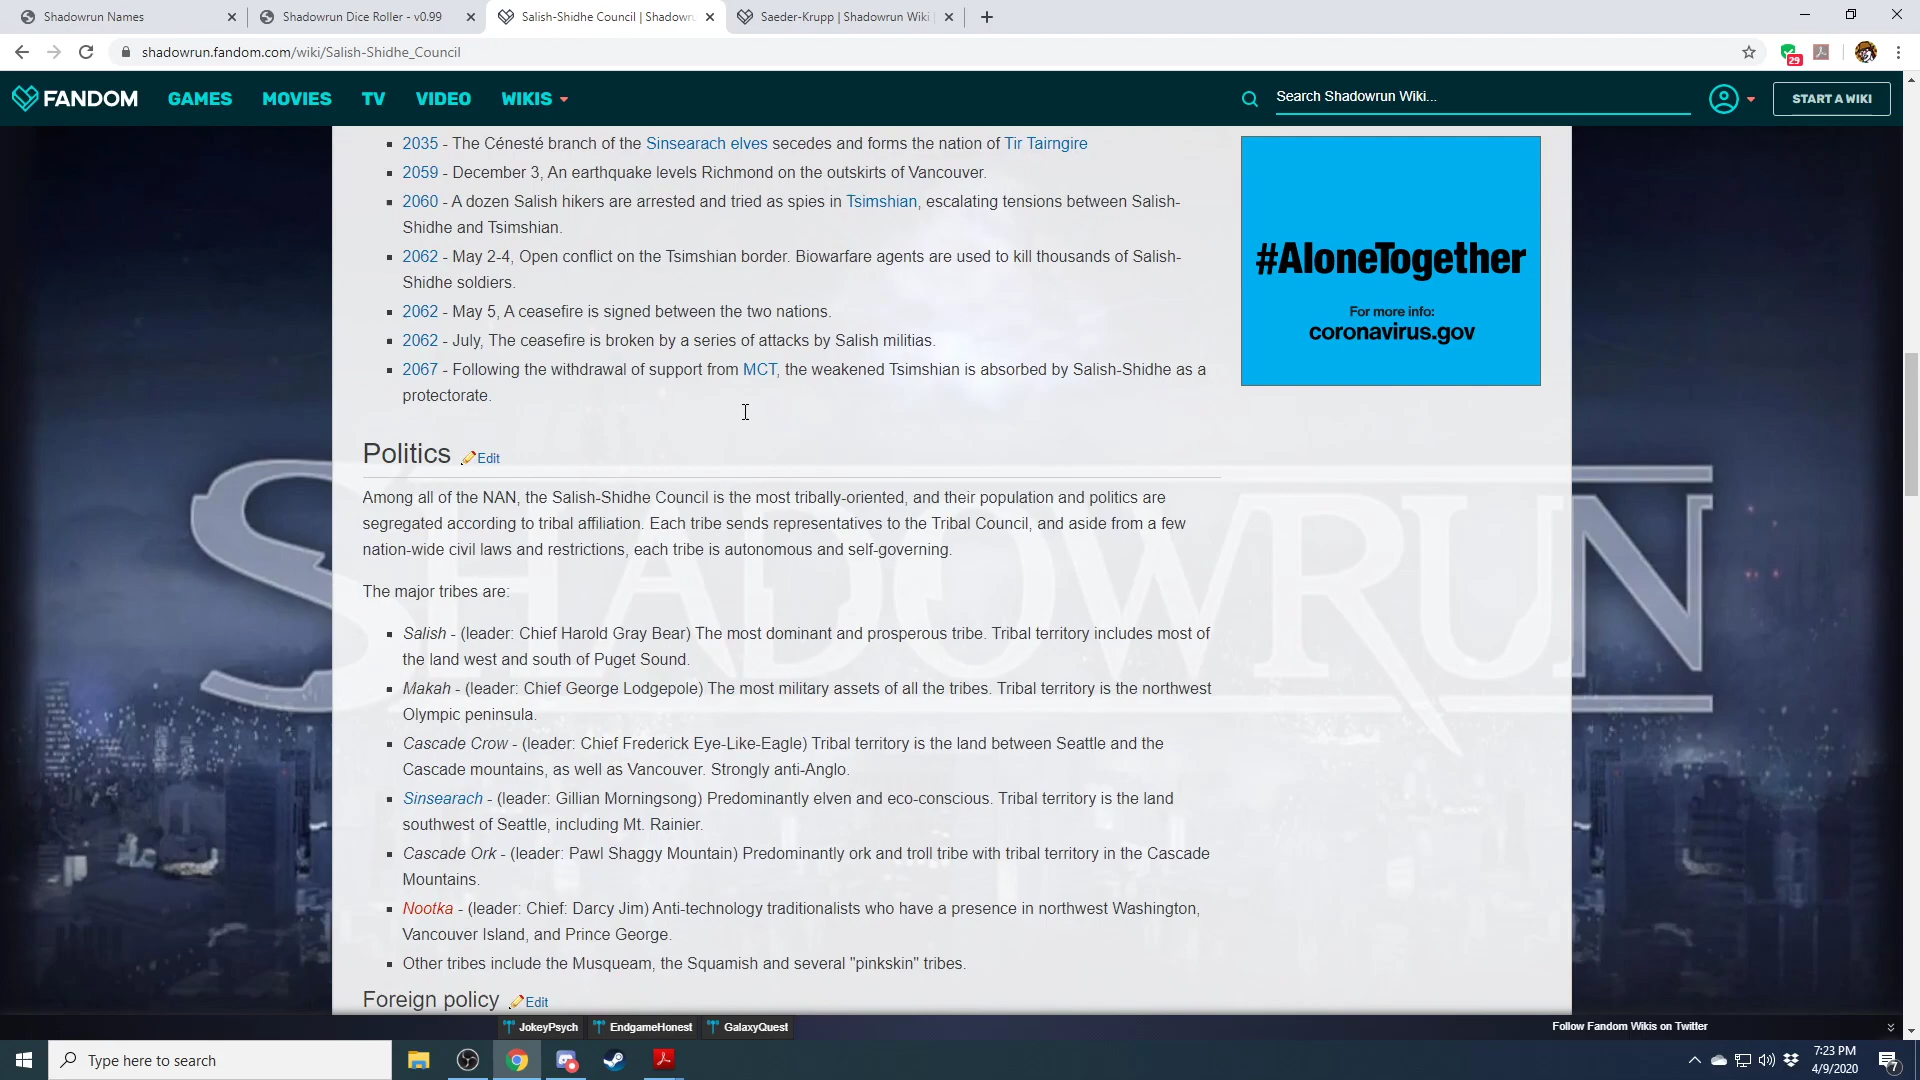 Shadowrun Names
Shadowrun Dice Roller - v0.99
Salish-Shidhe Council | Shadowru
Saeder-Krupp | Shadowrun Wiki |
shadowrun.fandom.com/wiki/Salish-Shidhe_Council
29
FANDOM
GAMES
MOVIES
TV
VIDEO
WIKIS
Search Shadowrun Wiki...
START A WIKI
2035 - The Cénesté branch of the Sinsearach elves secedes and forms the nation of Tir Tairngire
2059 - December 3, An earthquake levels Richmond on the outskirts of Vancouver.
2060 - A dozen Salish hikers are arrested and tried as spies in Tsimshian, escalating tensions between Salish-
Shidhe and Tsimshian.
2062 - May 2-4, Open conflict on the Tsimshian border. Biowarfare agents are used to kill thousands of Salish-
Shidhe soldiers.
2062 - May 5, A ceasefire is signed between the two nations.
2062 - July, The ceasefire is broken by a series of attacks by Salish militias.
2067 - Following the withdrawal of support from MCT, the weakened Tsimshian is absorbed by Salish-Shidhe as a
protectorate.
#AloneTogether
For more info:
coronavirus.gov
Politics Edit
Among all of the NAN, the Salish-Shidhe Council is the most tribally-oriented, and their population and politics are
segregated according to tribal affiliation. Each tribe sends representatives to the Tribal Council, and aside from a few
nation-wide civil laws and restrictions, each tribe is autonomous and self-governing.
The major tribes are:
Salish - (leader: Chief Harold Gray Bear) The most dominant and prosperous tribe. Tribal territory includes most of
the land west and south of Puget Sound.
Makah - (leader: Chief George Lodgepole) The most military assets of all the tribes. Tribal territory is the northwest
Olympic peninsula.
Cascade Crow - (leader: Chief Frederick Eye-Like-Eagle) Tribal territory is the land between Seattle and the
Cascade mountains, as well as Vancouver. Strongly anti-Anglo.
Sinsearach - (leader: Gillian Morningsong) Predominantly elven and eco-conscious. Tribal territory is the land
southwest of Seattle, including Mt. Rainier.
Cascade Ork - (leader: Pawl Shaggy Mountain) Predominantly ork and troll tribe with tribal territory in the Cascade
Mountains.
Nootka - (leader: Chief: Darcy Jim) Anti-technology traditionalists who have a presence in northwest Washington,
Vancouver Island, and Prince George.
Other tribes include the Musqueam, the Squamish and several "pinkskin" tribes.
Foreign policy Edit
SHADOWRUN
JokeyPsych
EndgameHonest
GalaxyQuest
Follow Fandom Wikis on Twitter
Type here to search
7:23 PM
4/9/2020
7